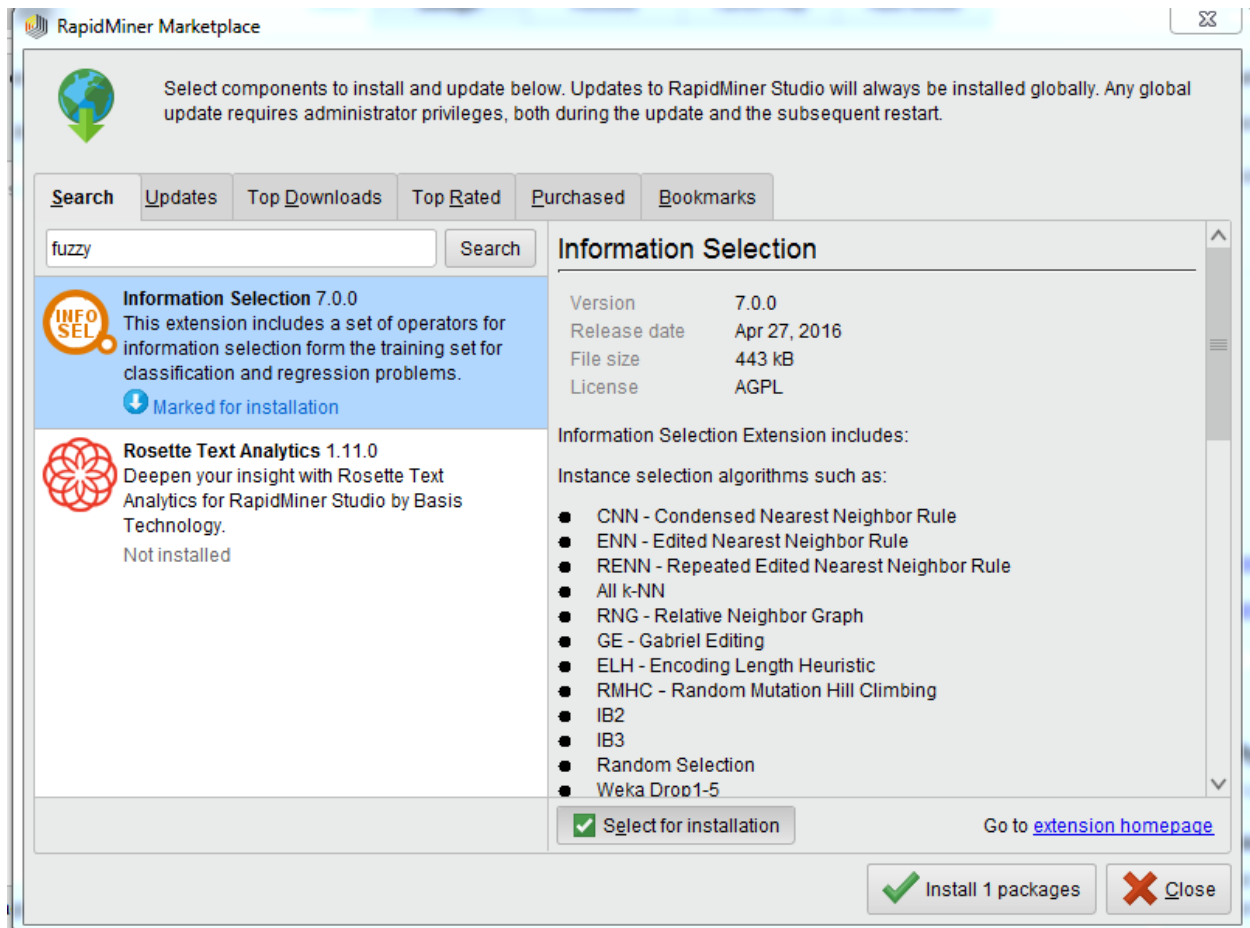 RapidMiner Marketplace
Select components to install and update below. Updates to RapidMiner Studio will always be installed globally. Any global
update requires administrator privileges, both during the update and the subsequent restart.
Search Updates Top Downloads Top Rated Purchased Bookmarks
fuzzy Search
INFO SEL
Information Selection 7.0.0
This extension includes a set of operators for
information selection form the training set for
classification and regression problems.
Marked for installation
Rosette Text Analytics 1.11.0
Deepen your insight with Rosette Text
Analytics for RapidMiner Studio by Basis
Technology.
Not installed
Information Selection
Version 7.0.0
Release date Apr 27, 2016
File size 443 kB
License AGPL
Information Selection Extension includes:
Instance selection algorithms such as:
CNN - Condensed Nearest Neighbor Rule
ENN - Edited Nearest Neighbor Rule
RENN - Repeated Edited Nearest Neighbor Rule
All k-NN
RNG - Relative Neighbor Graph
GE - Gabriel Editing
ELH - Encoding Length Heuristic
RMHC - Random Mutation Hill Climbing
IB2
IB3
Random Selection
Weka Drop1-5
Select for installation
Go to extension homepage
Install 1 packages
Close